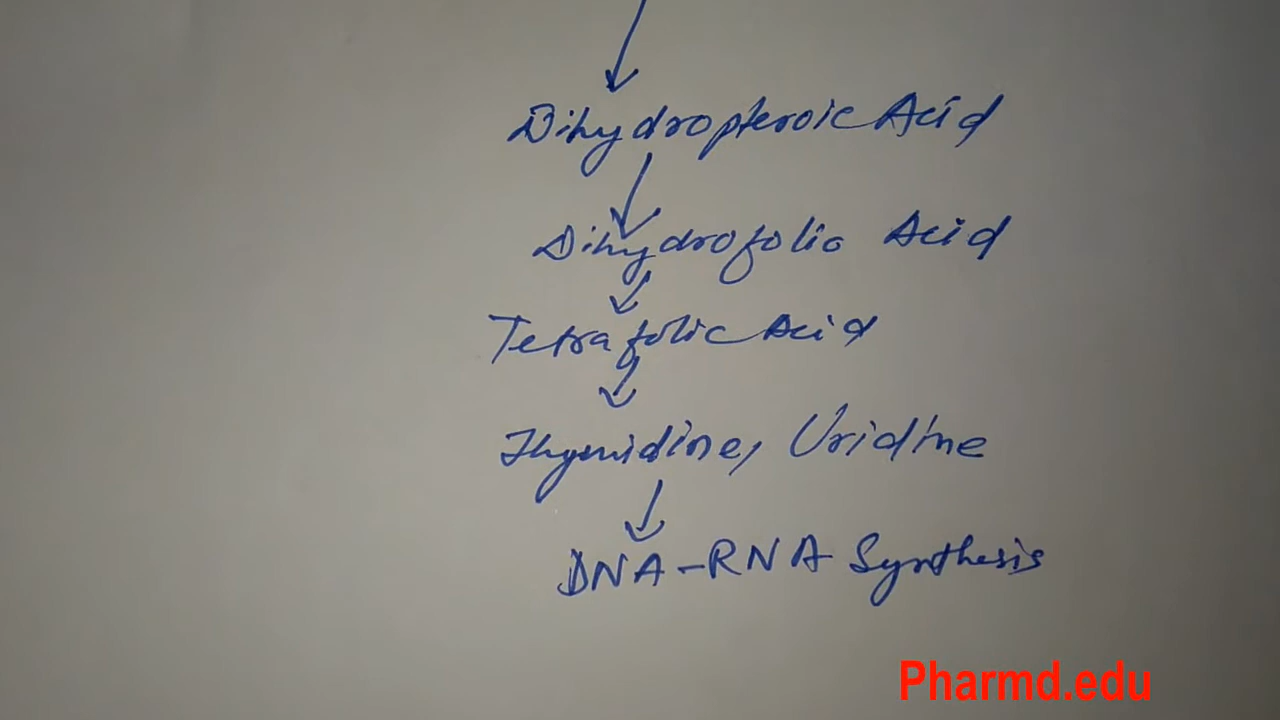 Dihydropteroic Acid
Dihydrofolic Acid
Tetrafolic Acid
Thymidine, Uridine
DNA-RNA Synthesis
Pharmd.edu